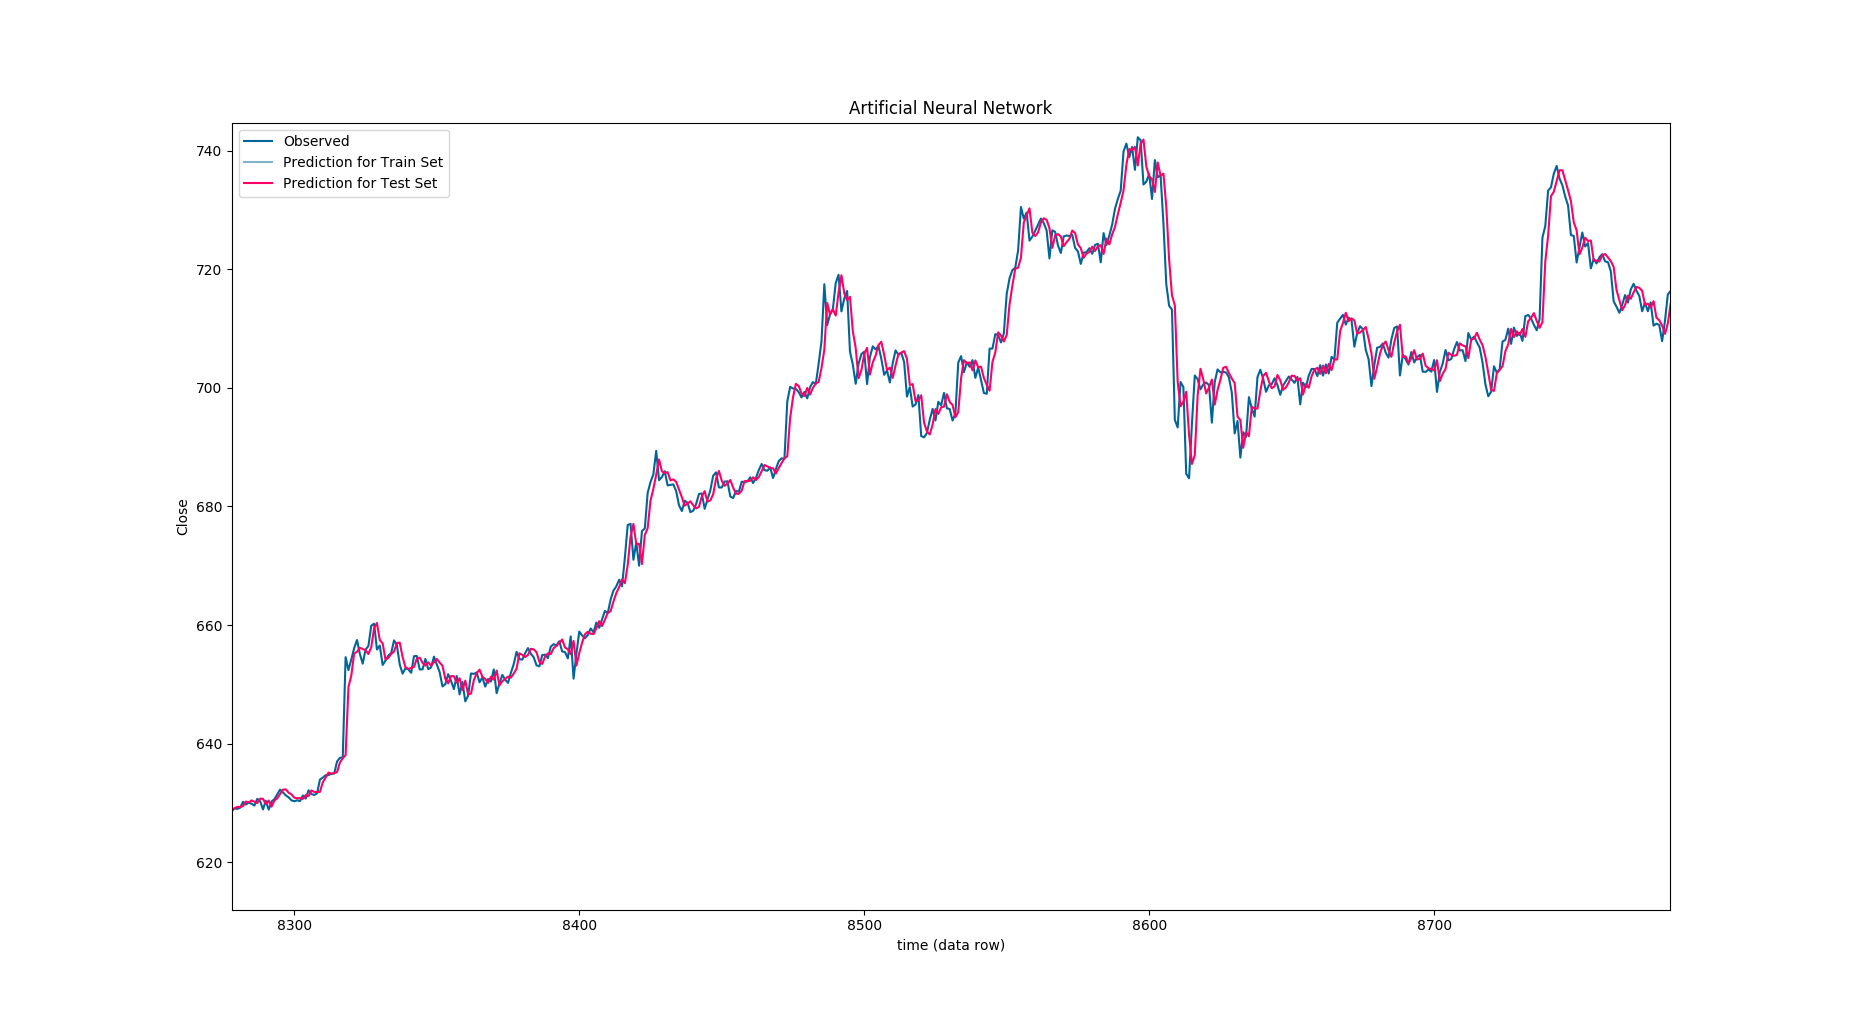 Artificial Neural Network
Observed
Prediction for Train Set
Prediction for Test Set
740
720
700
680
660
640
620
Close
8300 8400 8500 8600 8700
time (data row)